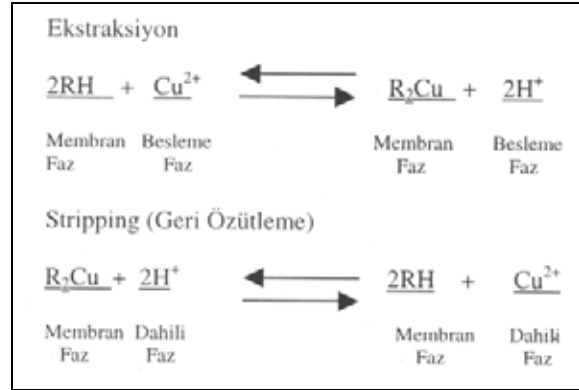 Ekstraksiyon
2RH + Cu²⁺ R₂Cu + 2H⁺
Membran Besleme Membran Besleme
Faz Faz Faz Faz
Stripping (Geri Özütleme)
R₂Cu + 2H⁺ 2RH + Cu²⁺
Membran Dahili Membran Dahili
Faz Faz Faz Faz